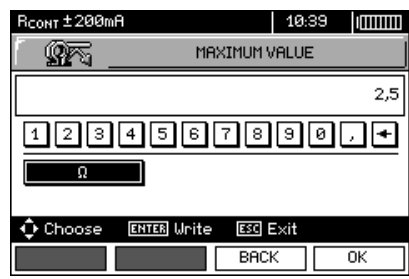 RCONT ±200mA 10:39
MAXIMUM VALUE
2,5
1 2 3 4 5 6 7 8 9 0 , ←
Ω
Choose ENTER Write ESC Exit
BACK OK